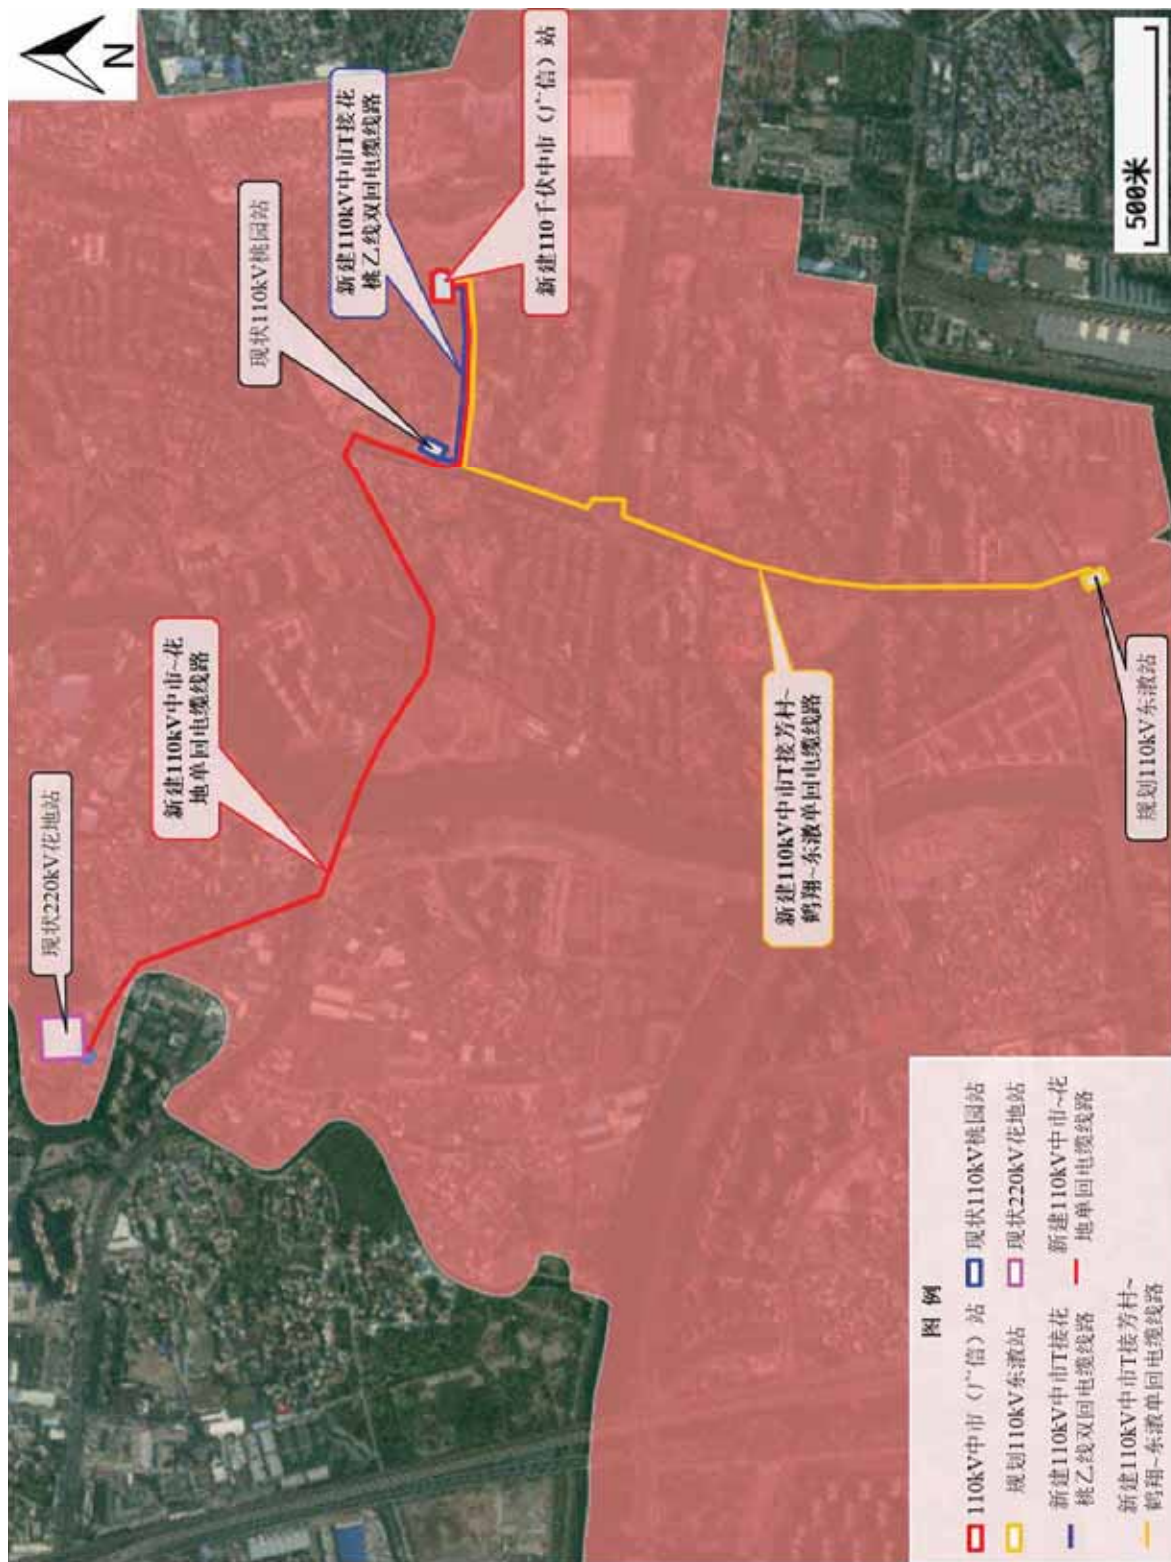 N
现状220kV花地站
新建110kV中市~花
地单回电缆线路
现状110kV桃园站
新建110kV中市T接花
桃乙线双回电缆线路
新建110千伏中市（广信）站
新建110kV中市T接芳村~
鹤翔~东漖单回电缆线路
规划110kV东漖站
500米
图 例
110kV中市（广信）站
现状110kV桃园站
规划110kV东漖站
现状220kV花地站
新建110kV中市T接花
桃乙线双回电缆线路
新建110kV中市~花
地单回电缆线路
新建110kV中市T接芳村~
鹤翔~东漖单回电缆线路